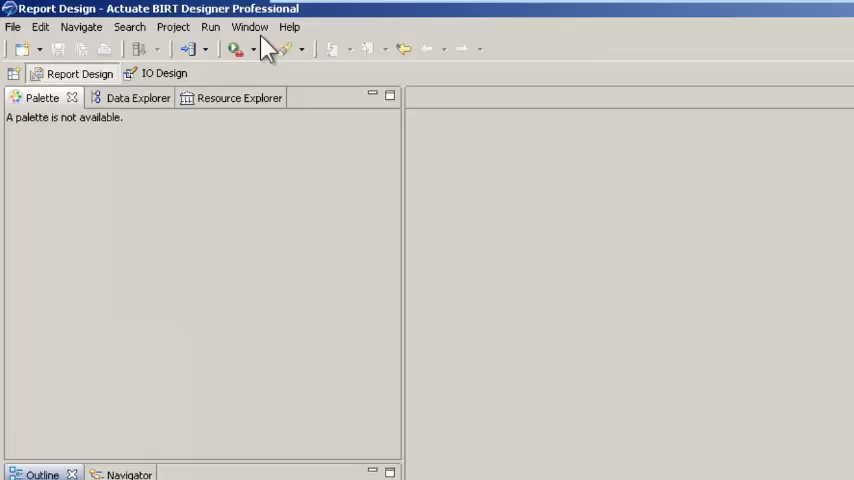 Report Design - Actuate BIRT Designer Professional
File Edit Navigate Search Project Run Window Help
Report Design IO Design
Palette Data Explorer Resource Explorer
A palette is not available.
Outline Navigator